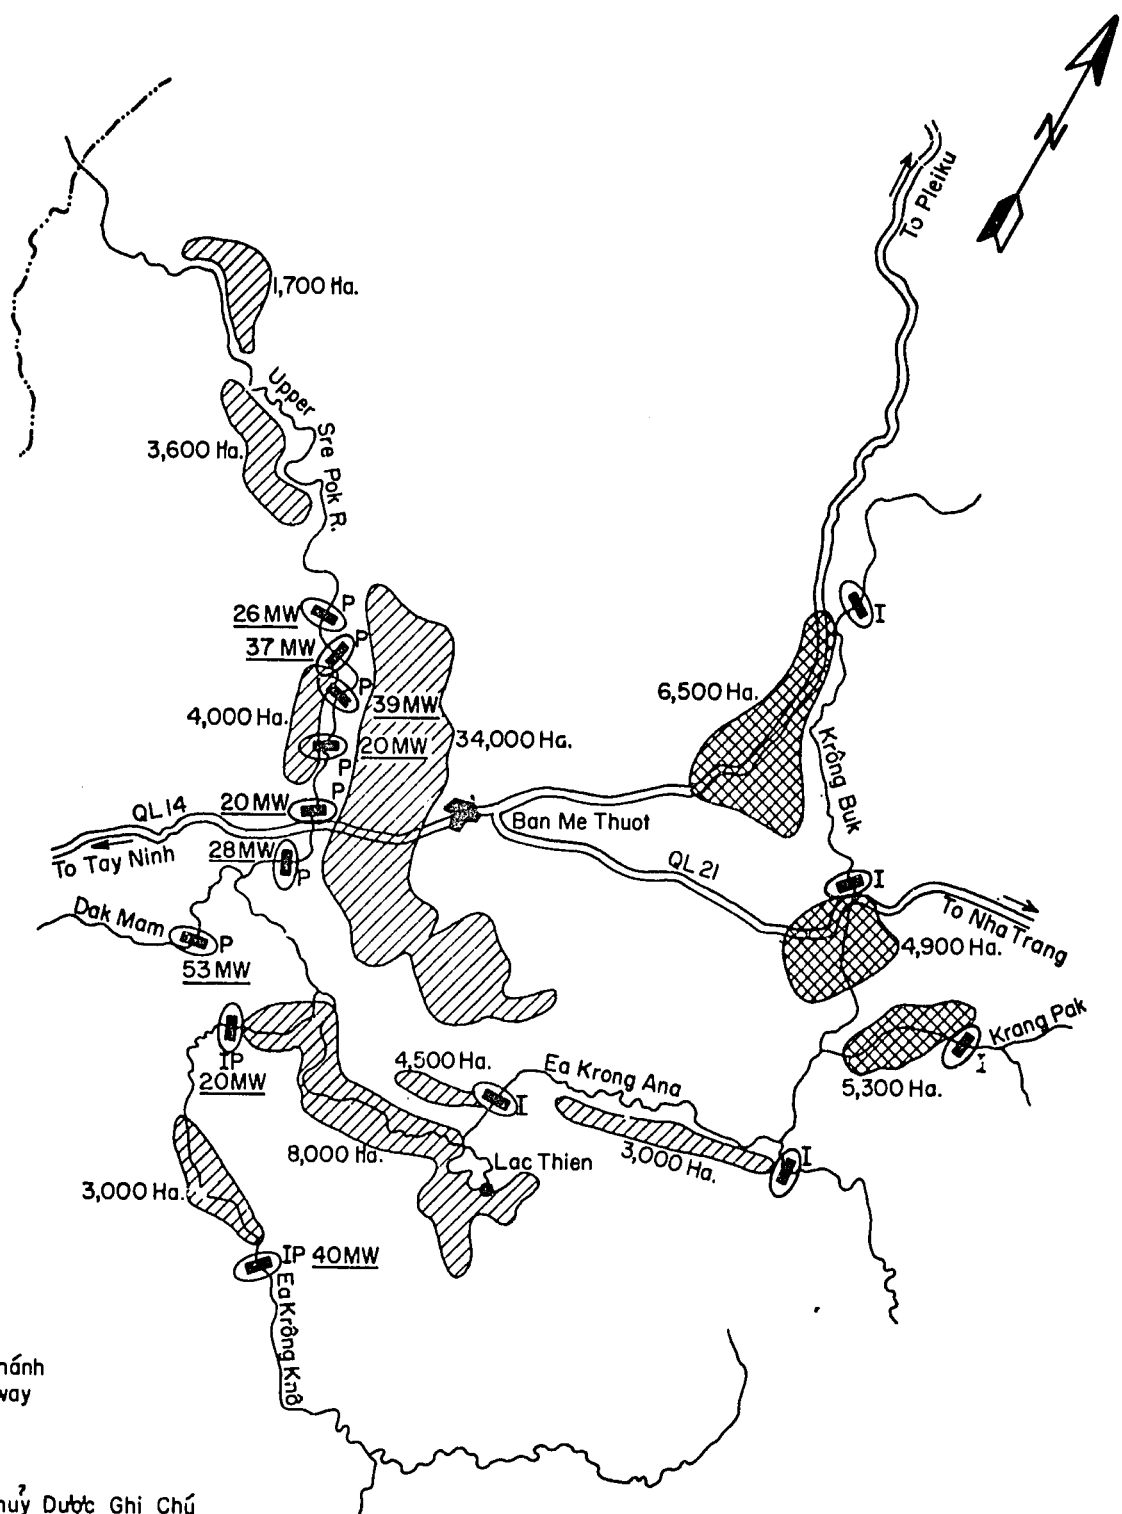 N
To Pleiku
1,700 Ha.
Upper Sre Pok R.
3,600 Ha.
I
P
26 MW
P
37 MW
6,500 Ha.
P
39 MW
4,000 Ha.
20 MW
P
34,000 Ha.
Krông Buk
P
QL 14
20 MW
Ban Me Thuot
To Tay Ninh
28 MW
P
QL 21
I
Dak Mam
P
To Nha Trang
4,900 Ha.
53 MW
Krang Pak
I
IP
20 MW
4,500 Ha.
Ea Krong Ana
5,300 Ha.
I
8,000 Ha.
Lac Thien
3,000 Ha.
I
3,000 Ha.
IP 40 MW
Ea Krông Knô
hánh
way
huỷ Được Ghi Chú